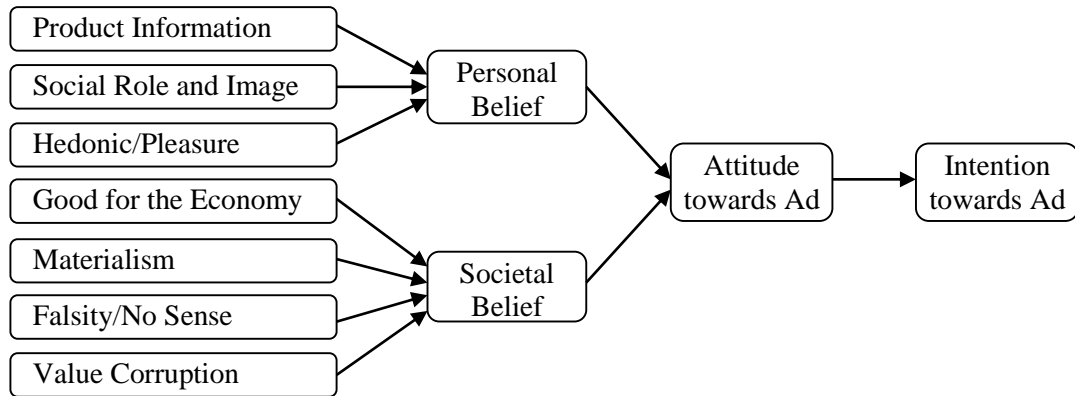 Product Information
Social Role and Image
Hedonic/Pleasure
Good for the Economy
Materialism
Falsity/No Sense
Value Corruption
Personal
Belief
Societal
Belief
Attitude
towards Ad
Intention
towards Ad